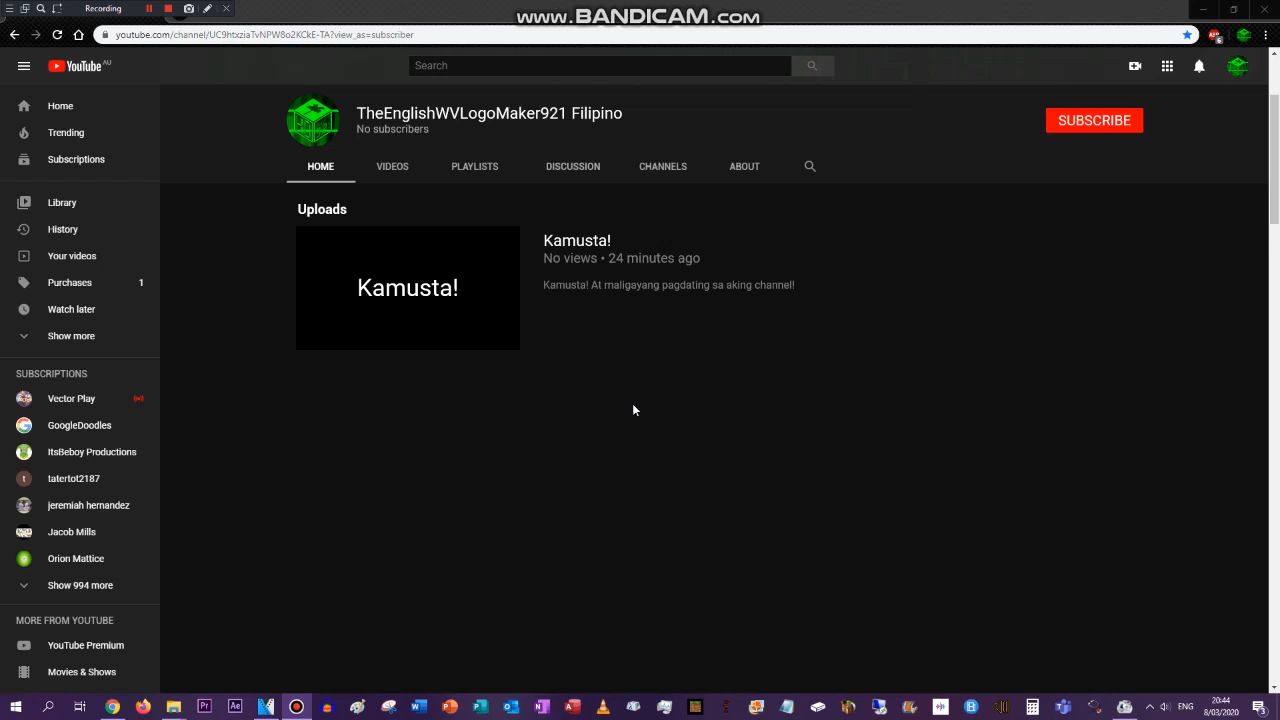 Recording
www.BANDICAM.com
youtube.com/channel/UC9htxziaTvNPW8o2KCkE-TA?view_as=subscriber
YouTube AU
Search
Home
Trending
Subscriptions
Library
History
Your videos
Purchases 1
Watch later
Show more
SUBSCRIPTIONS
Vector Play
GoogleDoodles
ItsBeboy Productions
tatertot2187
jeremiah hernandez
Jacob Mills
Orion Mattice
Show 994 more
MORE FROM YOUTUBE
YouTube Premium
Movies & Shows
TheEnglishWVLogoMaker921 Filipino
No subscribers
SUBSCRIBE
HOME VIDEOS PLAYLISTS DISCUSSION CHANNELS ABOUT
Uploads
Kamusta!
Kamusta!
No views • 24 minutes ago
Kamusta! At maligayang pagdating sa aking channel!
ENG
20:44
8/03/2020